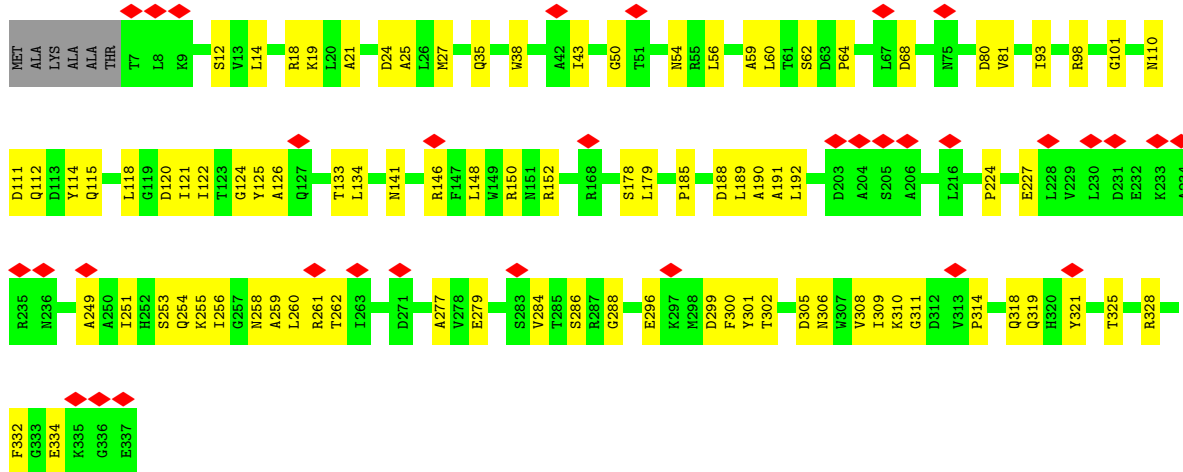 MET ALA LYS ALA ALA THR T7 L8 K9 S12 V13 L14 R18 K19 L20 A21 D24 A25 L26 M27 Q35 W38 A42 I43 G50 T51 N54 R55 L56 A59 L60 T61 S62 D63 P64 L67 D68 N75 D80 V81 I93 R98 G101 N110
D111 Q112 D113 Y114 Q115 L118 G119 D120 I121 I122 T123 G124 Y125 A126 Q127 T133 L134 N141 R146 F147 L148 W149 R150 N151 R152 R168 S178 L179 P185 D188 L189 A190 A191 L192 D203 A204 S205 A206 L216 P224 E227 L228 V229 L230 D231 E232 K233 A234
R235 N236 A249 A250 I251 H252 S253 Q254 K255 I256 G257 N258 A259 L260 R261 T262 I263 D271 A277 V278 E279 S283 V284 T285 S286 R287 G288 E296 K297 M298 D299 F300 Y301 T302 D305 N306 W307 V308 I309 K310 G311 D312 V313 P314 Q318 Q319 H320 Y321 T325 R328
F332 G333 E334 K335 G336 E337